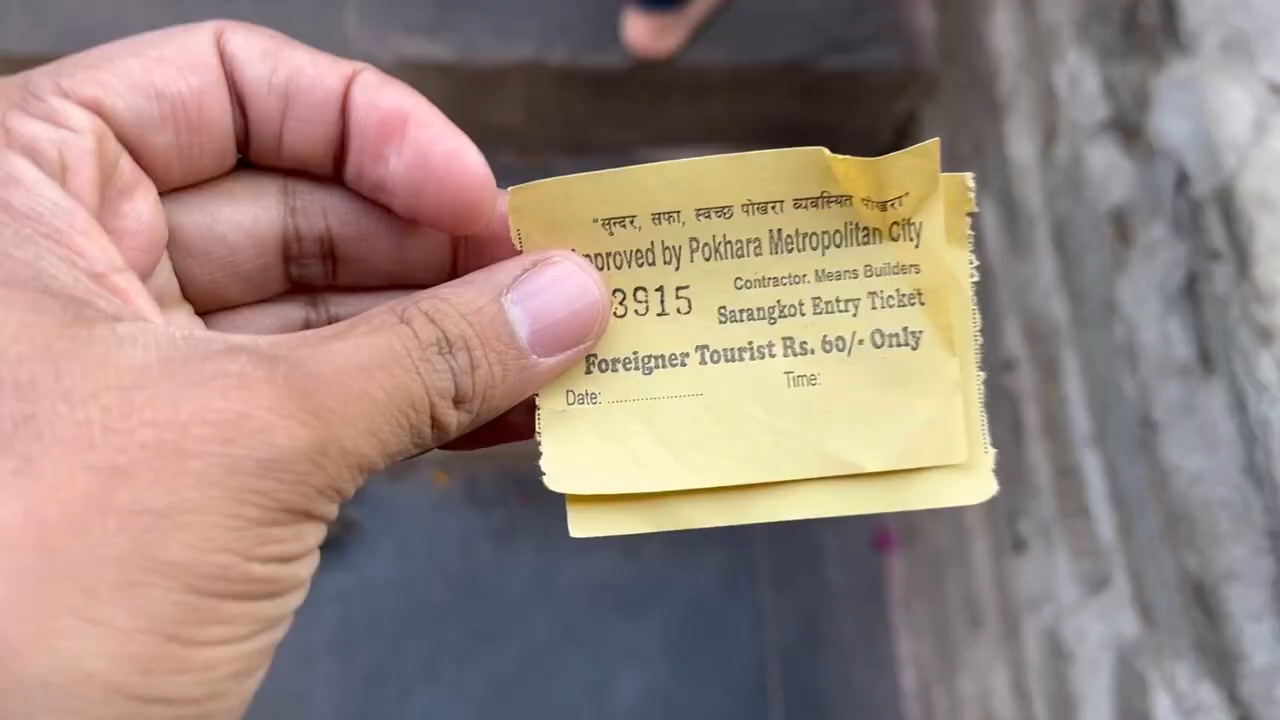 "सुन्दर, सफा, स्वच्छ पोखरा व्यवस्थित पोखरा"
pproved by Pokhara Metropolitan City
Contractor. Means Builders
3915
Sarangkot Entry Ticket
Foreigner Tourist Rs. 60/- Only
Date: ........................ Time: